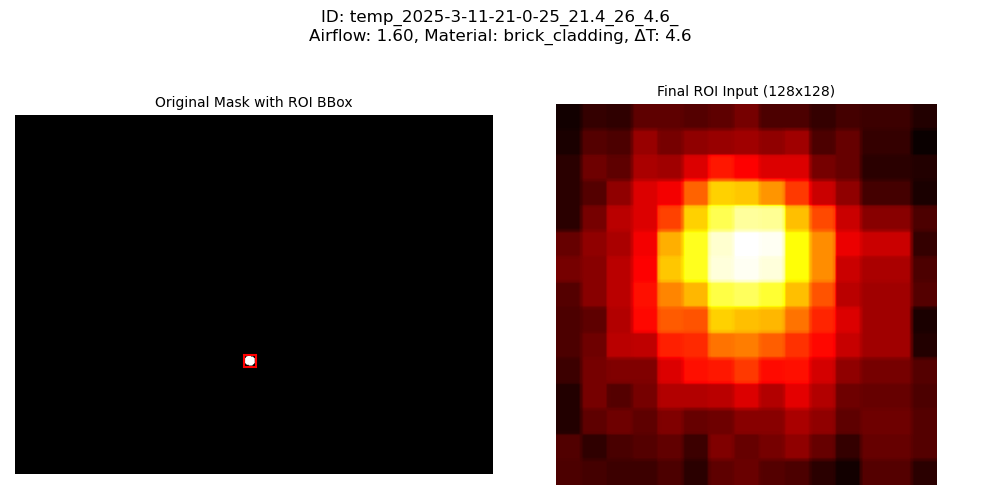 ID: temp_2025-3-11-21-0-25_21.4_26_4.6_
Airflow: 1.60, Material: brick_cladding, ΔT: 4.6
Original Mask with ROI BBox
Final ROI Input (128x128)